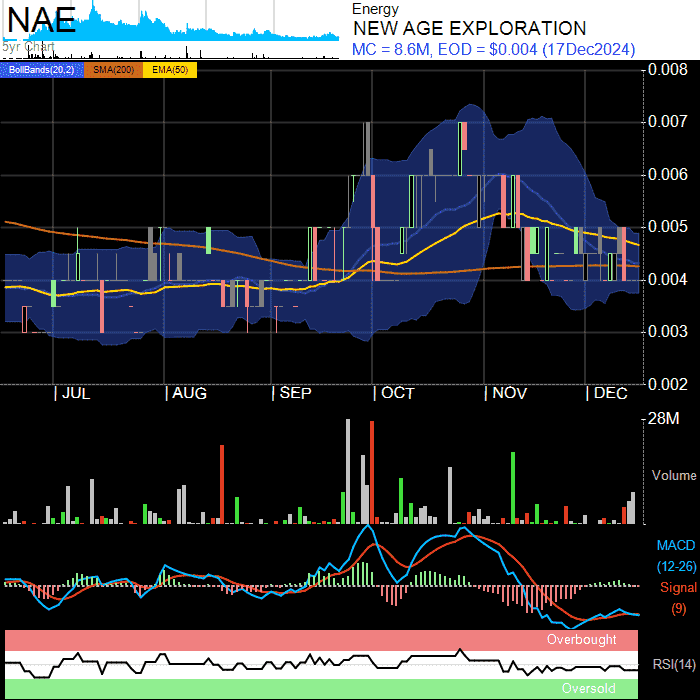 NAE
5yr Chart
Energy
NEW AGE EXPLORATION
MC = 8.6M, EOD = $0.004 (17Dec2024)
BollBands(20,2) SMA(200) EMA(50)
0.008
0.007
0.006
0.005
0.004
0.003
0.002
| JUL | AUG | SEP | OCT | NOV | DEC
28M
Volume
MACD
(12-26)
Signal
(9)
Overbought
RSI(14)
Oversold